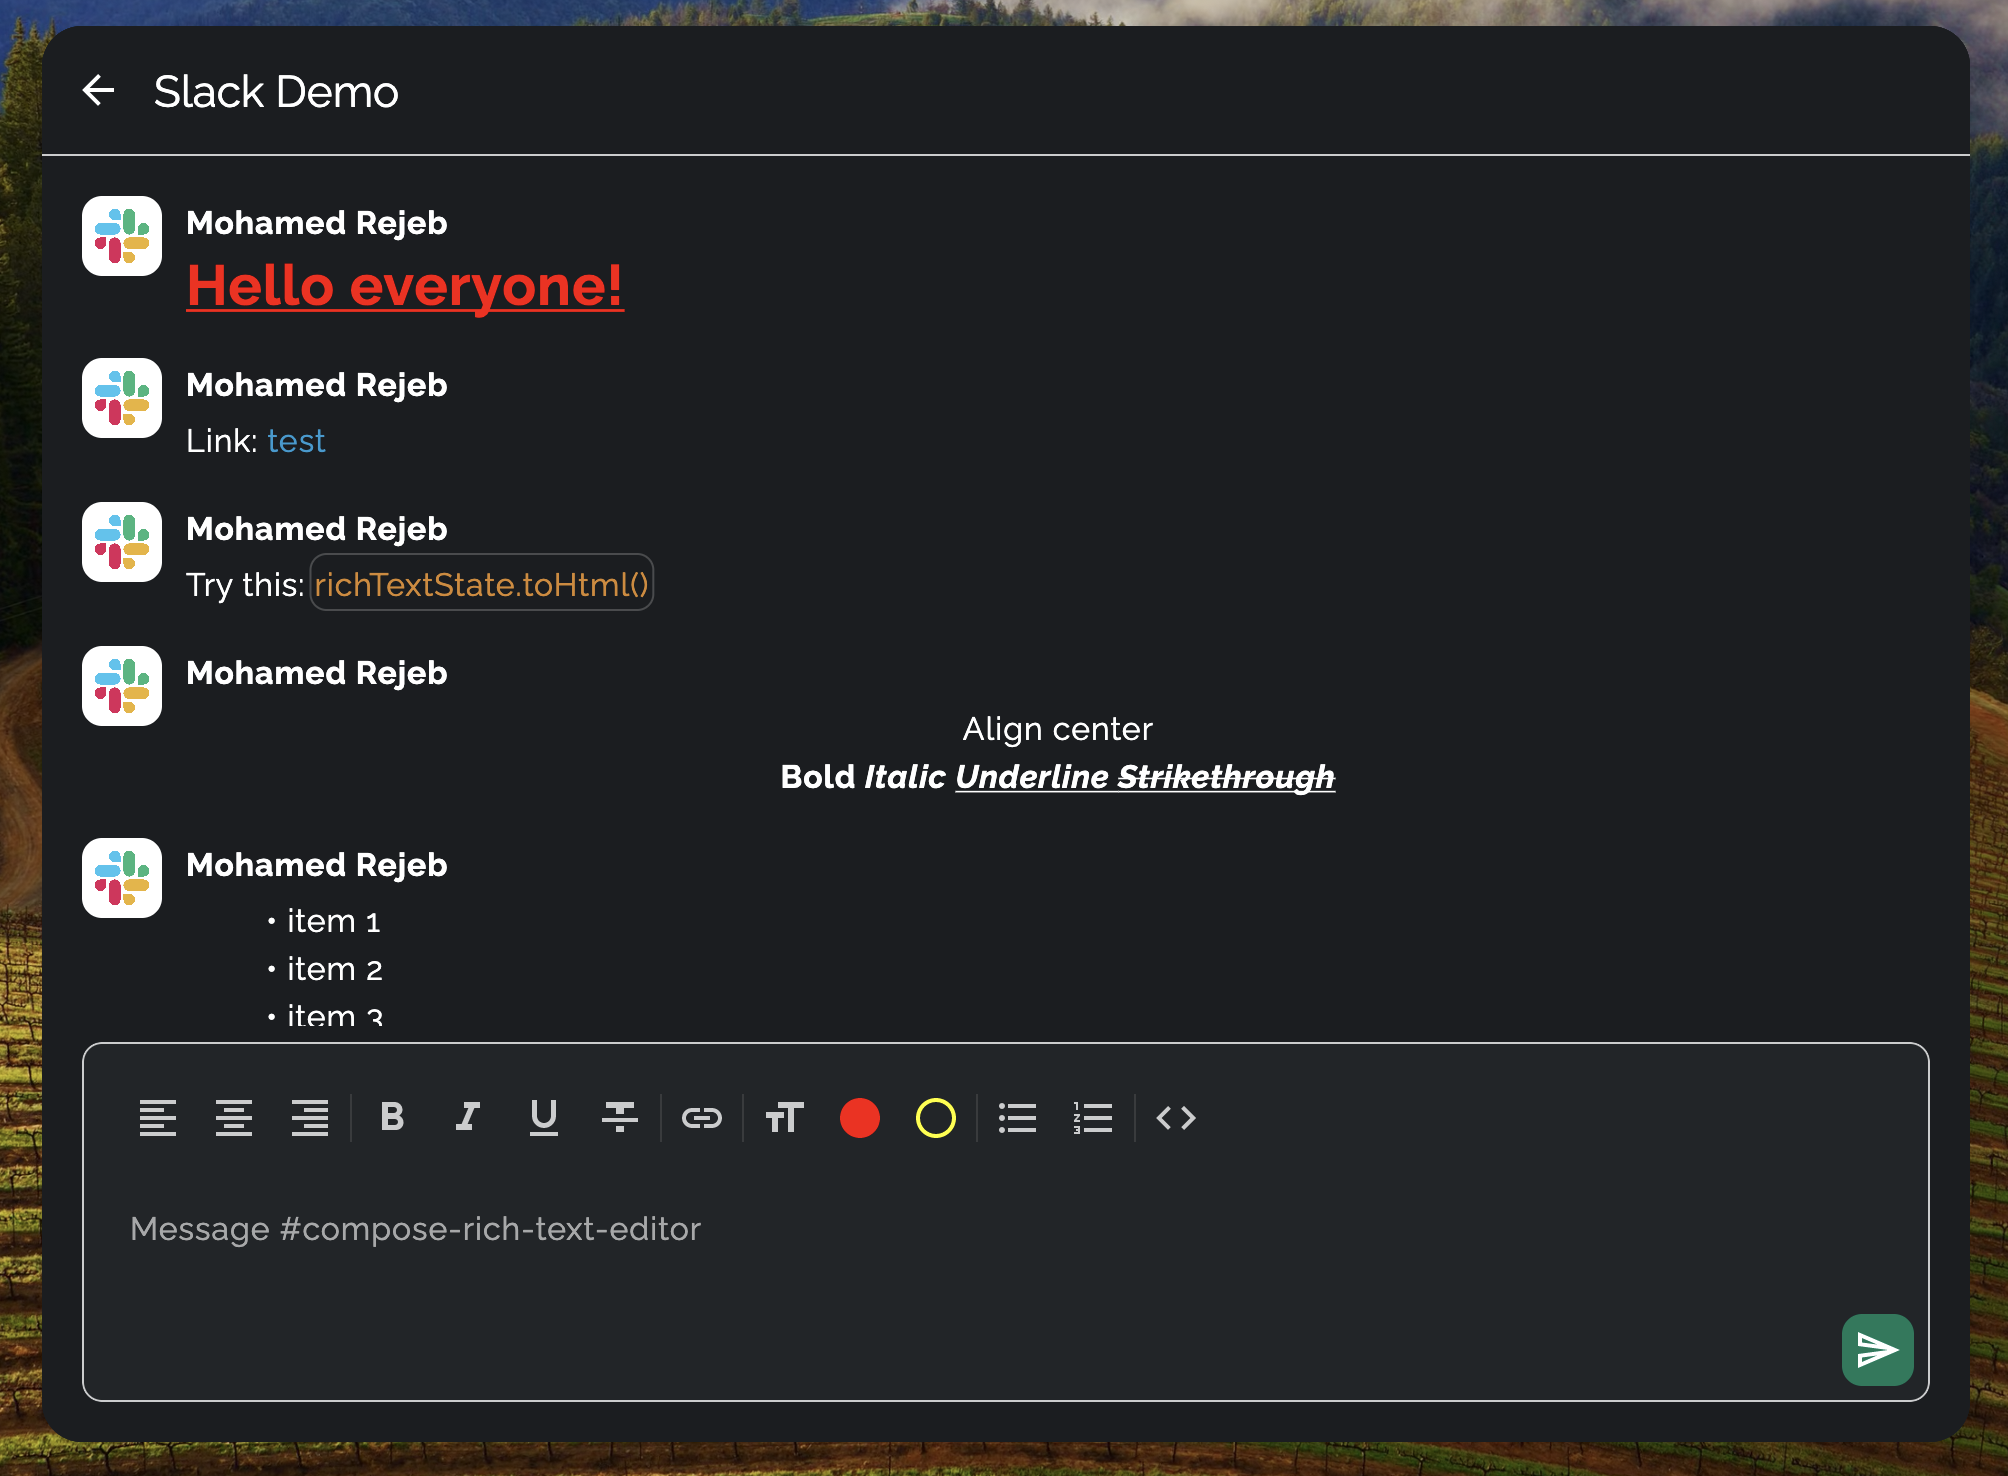 Slack Demo
Mohamed Rejeb
Hello everyone!
Mohamed Rejeb
Link: test
Mohamed Rejeb
Try this: richTextState.toHtml()
Mohamed Rejeb
Align center
Bold Italic Underline Strikethrough
Mohamed Rejeb
• item 1
• item 2
• item 3
Message #compose-rich-text-editor